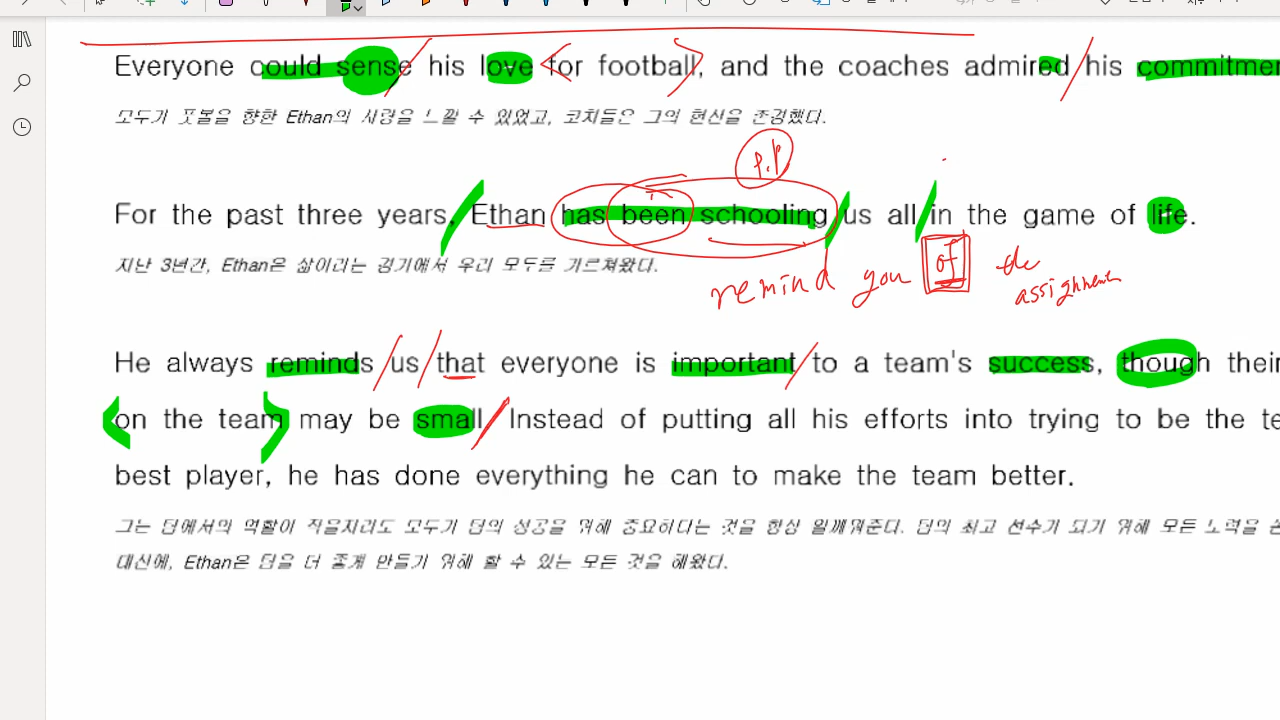 Everyone could sense his love for football, and the coaches admired his
모두가 풋볼을 향한 Ethan의 사랑을 느낄 수 있었고, 코치들은 그의 헌신을 존경했다.
p.p
For the past three years, Ethan has been schooling us all in the game of life.
지난 3년간, Ethan은 삶이라는 경기에서 우리 모두를 가르쳐왔다.
remind you of the
assignment
He always reminds us that everyone is important to a team's success, though their
on the team may be small. Instead of putting all his efforts into trying to be the
best player, he has done everything he can to make the team better.
그는 팀에서의 역할이 작을지라도 모두가 팀의 성공을 위해 중요하다는 것을 항상 일깨워준다. 팀의 최고 선수가 되기 위해 모든 노력을
대신에, Ethan은 팀을 더 좋게 만들기 위해 할 수 있는 모든 것을 해왔다.